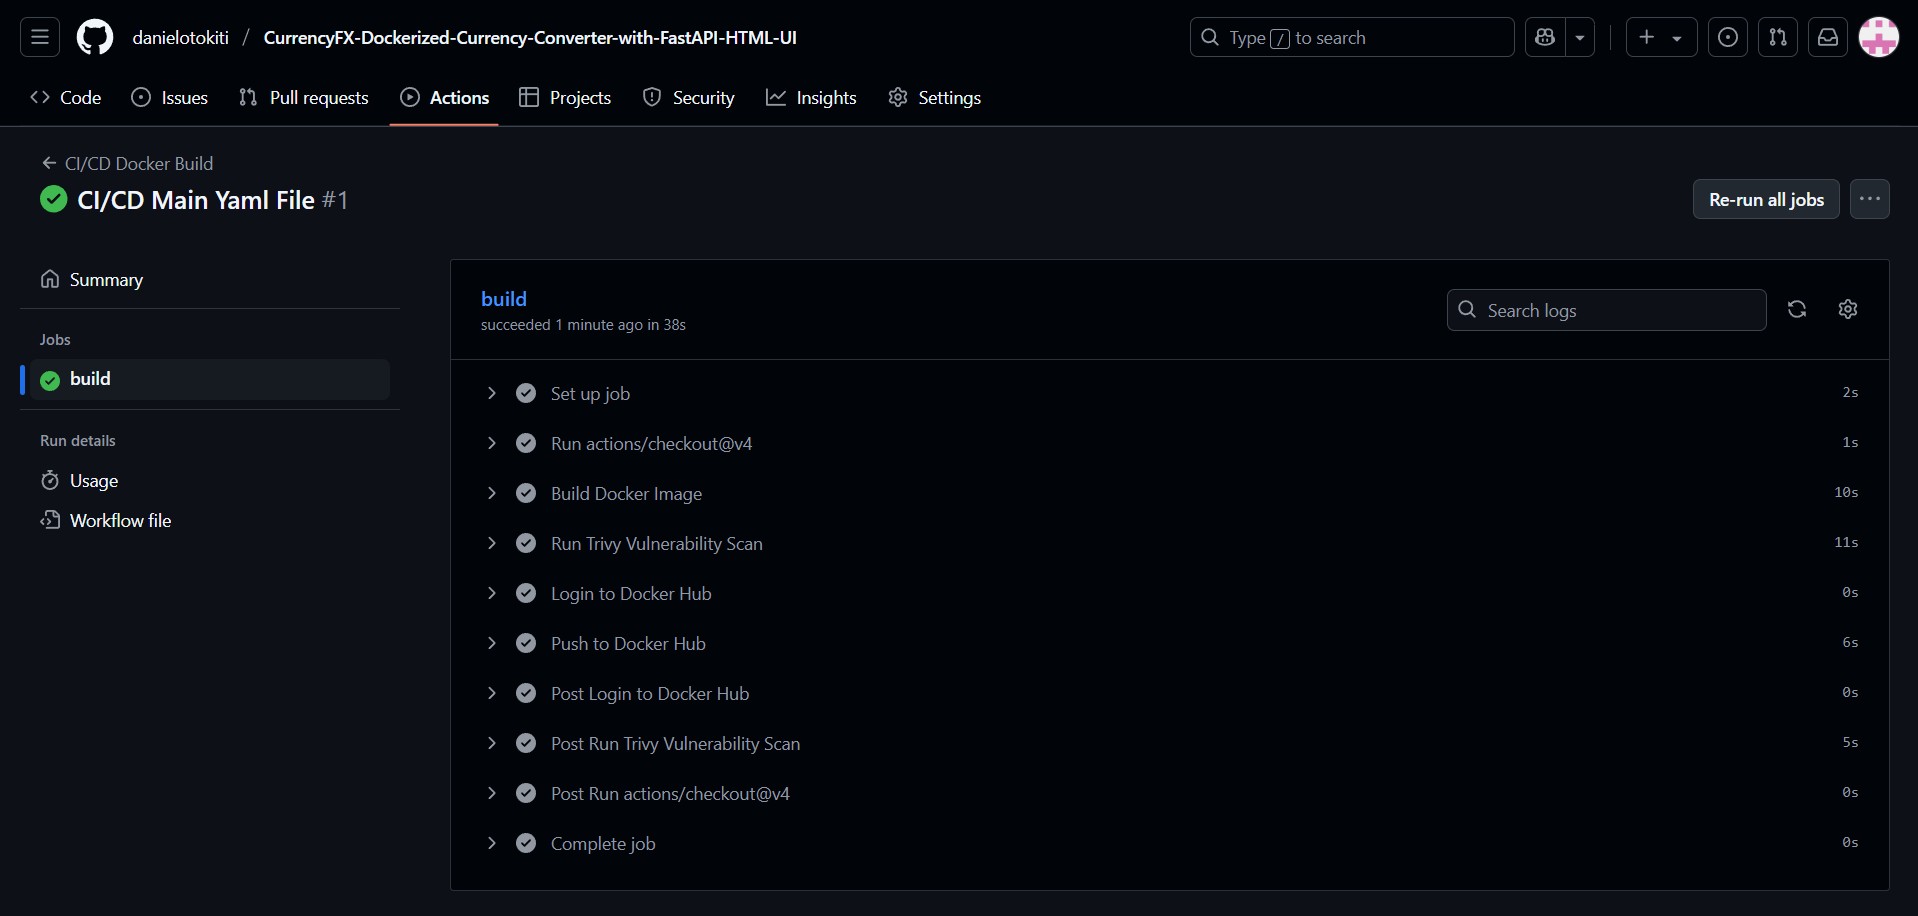 danielotokiti / CurrencyFX-Dockerized-Currency-Converter-with-FastAPI-HTML-UI
Type / to search
Code Issues Pull requests Actions Projects Security Insights Settings
CI/CD Docker Build
CI/CD Main Yaml File #1
Re-run all jobs
Summary
Jobs
build
Run details
Usage
Workflow file
build
succeeded 1 minute ago in 38s
Search logs
Set up job 2s
Run actions/checkout@v4 1s
Build Docker Image 10s
Run Trivy Vulnerability Scan 11s
Login to Docker Hub 0s
Push to Docker Hub 6s
Post Login to Docker Hub 0s
Post Run Trivy Vulnerability Scan 5s
Post Run actions/checkout@v4 0s
Complete job 0s